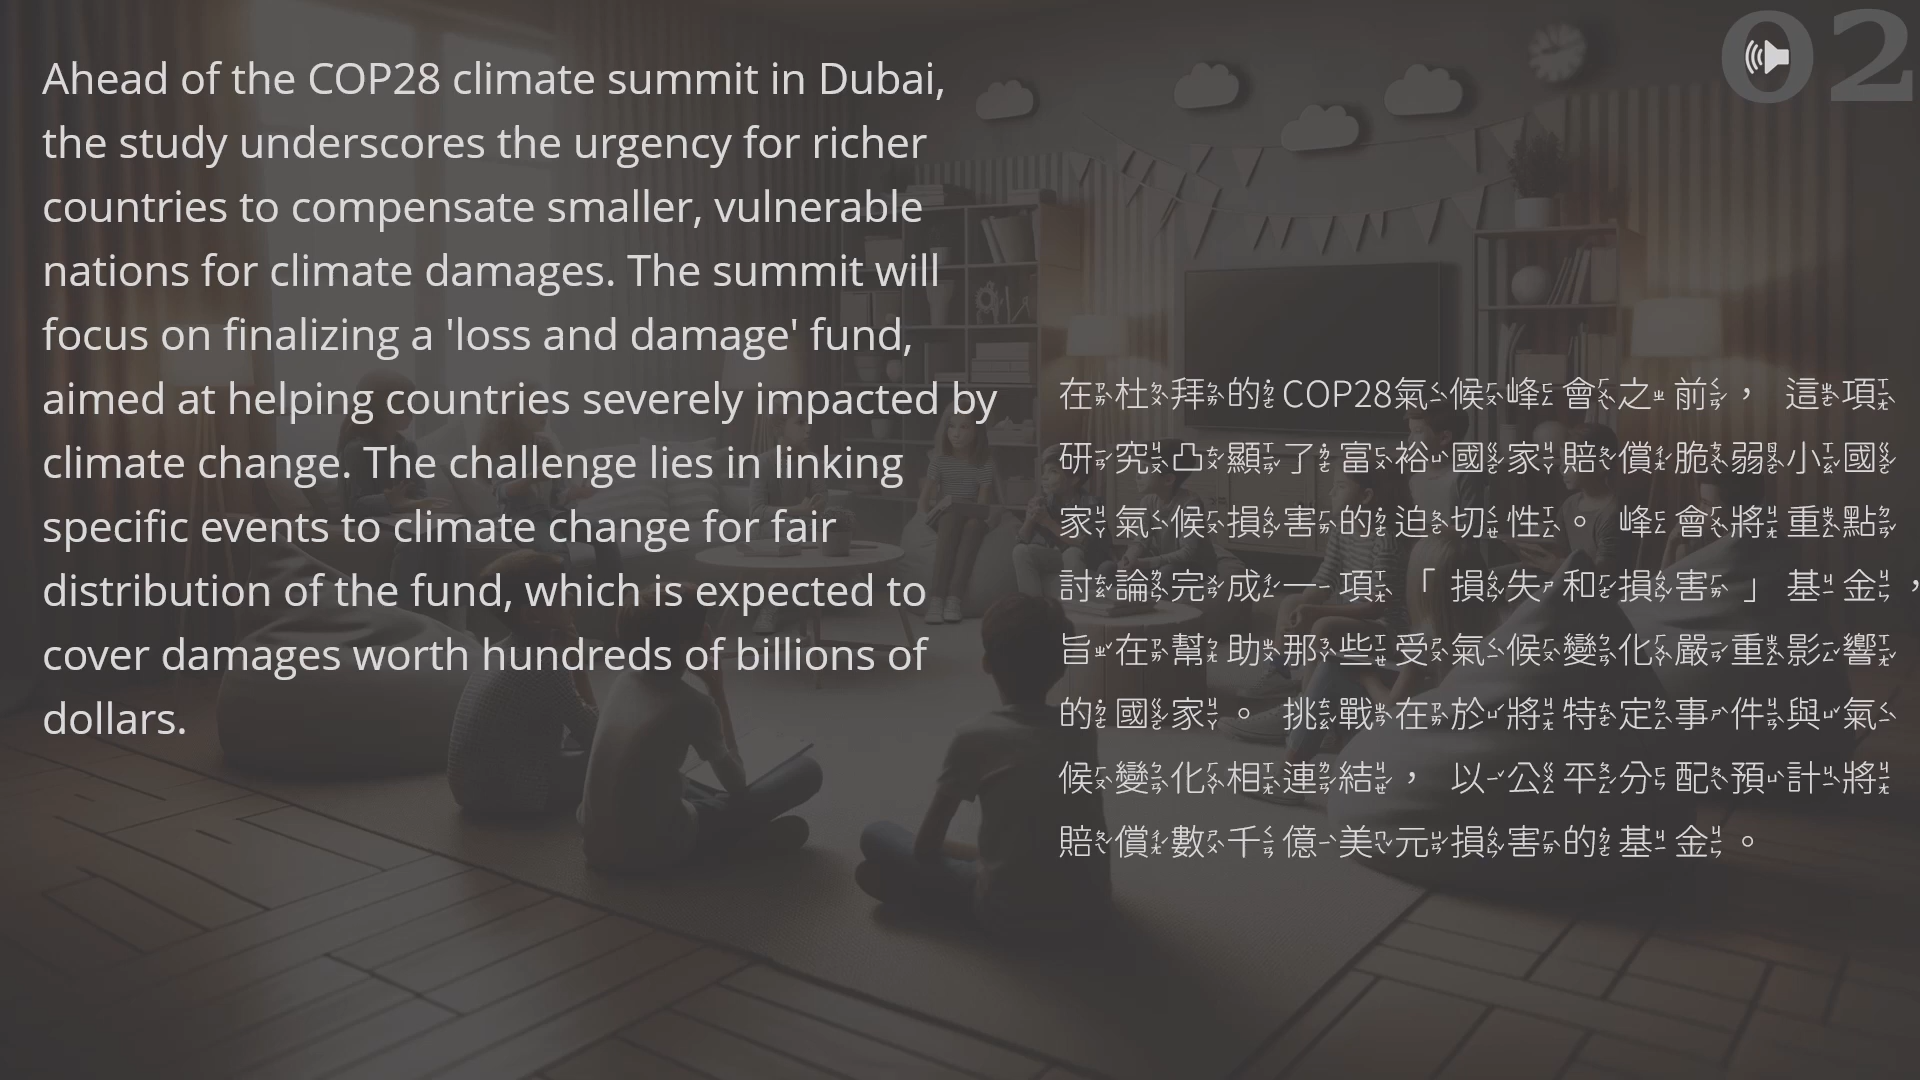 02
Ahead of the COP28 climate summit in Dubai,
the study underscores the urgency for richer
countries to compensate smaller, vulnerable
nations for climate damages. The summit will
focus on finalizing a 'loss and damage' fund,
aimed at helping countries severely impacted by
climate change. The challenge lies in linking
specific events to climate change for fair
distribution of the fund, which is expected to
cover damages worth hundreds of billions of
dollars.
在杜拜的COP28氣候峰會之前， 這項
研究凸顯了富裕國家賠償脆弱小國
家氣候損害的迫切性。 峰會將重點
討論完成一項「損失和損害」基金，
旨在幫助那些受氣候變化嚴重影響
的國家。 挑戰在於將特定事件與氣
候變化相連結， 以公平分配預計將
賠償數千億美元損害的基金。